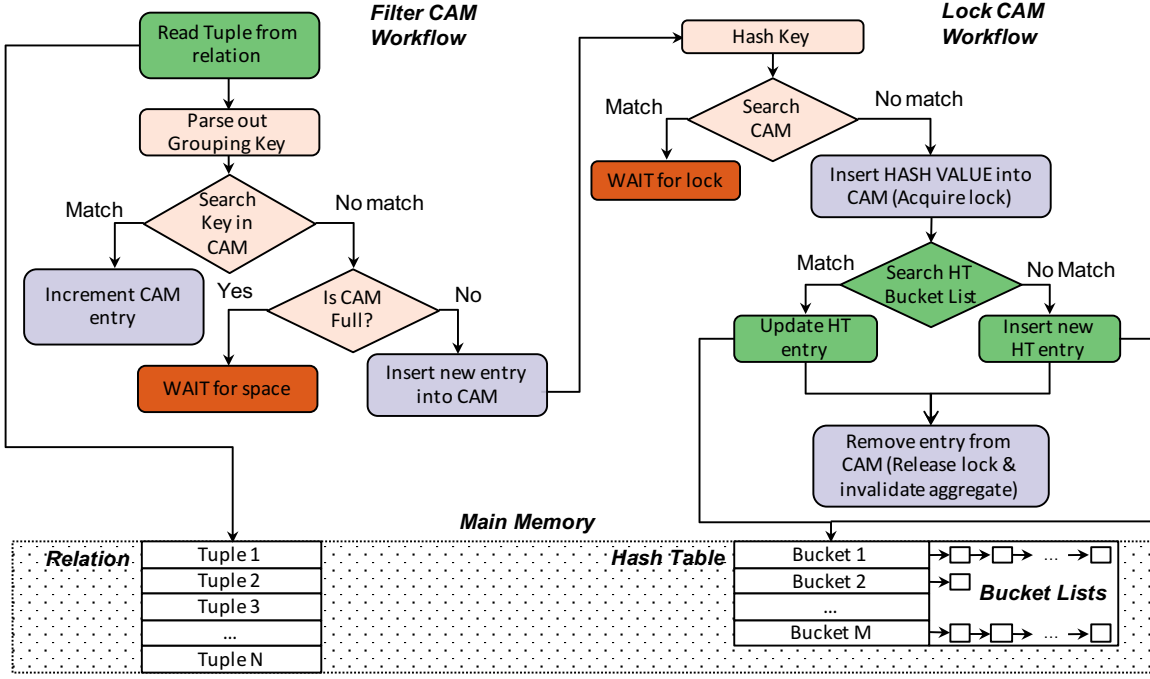 Filter CAM
Workflow
Read Tuple from
relation
Parse out
Grouping Key
Search
Key in
CAM
Match
No match
Increment CAM
entry
Is CAM
Full?
Yes
No
WAIT for space
Insert new entry
into CAM
Lock CAM
Workflow
Hash Key
Search
CAM
Match
No match
WAIT for lock
Insert HASH VALUE into
CAM (Acquire lock)
Search HT
Bucket List
Match
No Match
Update HT
entry
Insert new
HT entry
Remove entry from
CAM (Release lock &
invalidate aggregate)
Main Memory
Relation
Tuple 1
Tuple 2
Tuple 3
...
Tuple N
Hash Table
Bucket 1
Bucket 2
...
Bucket M
...
Bucket Lists
...